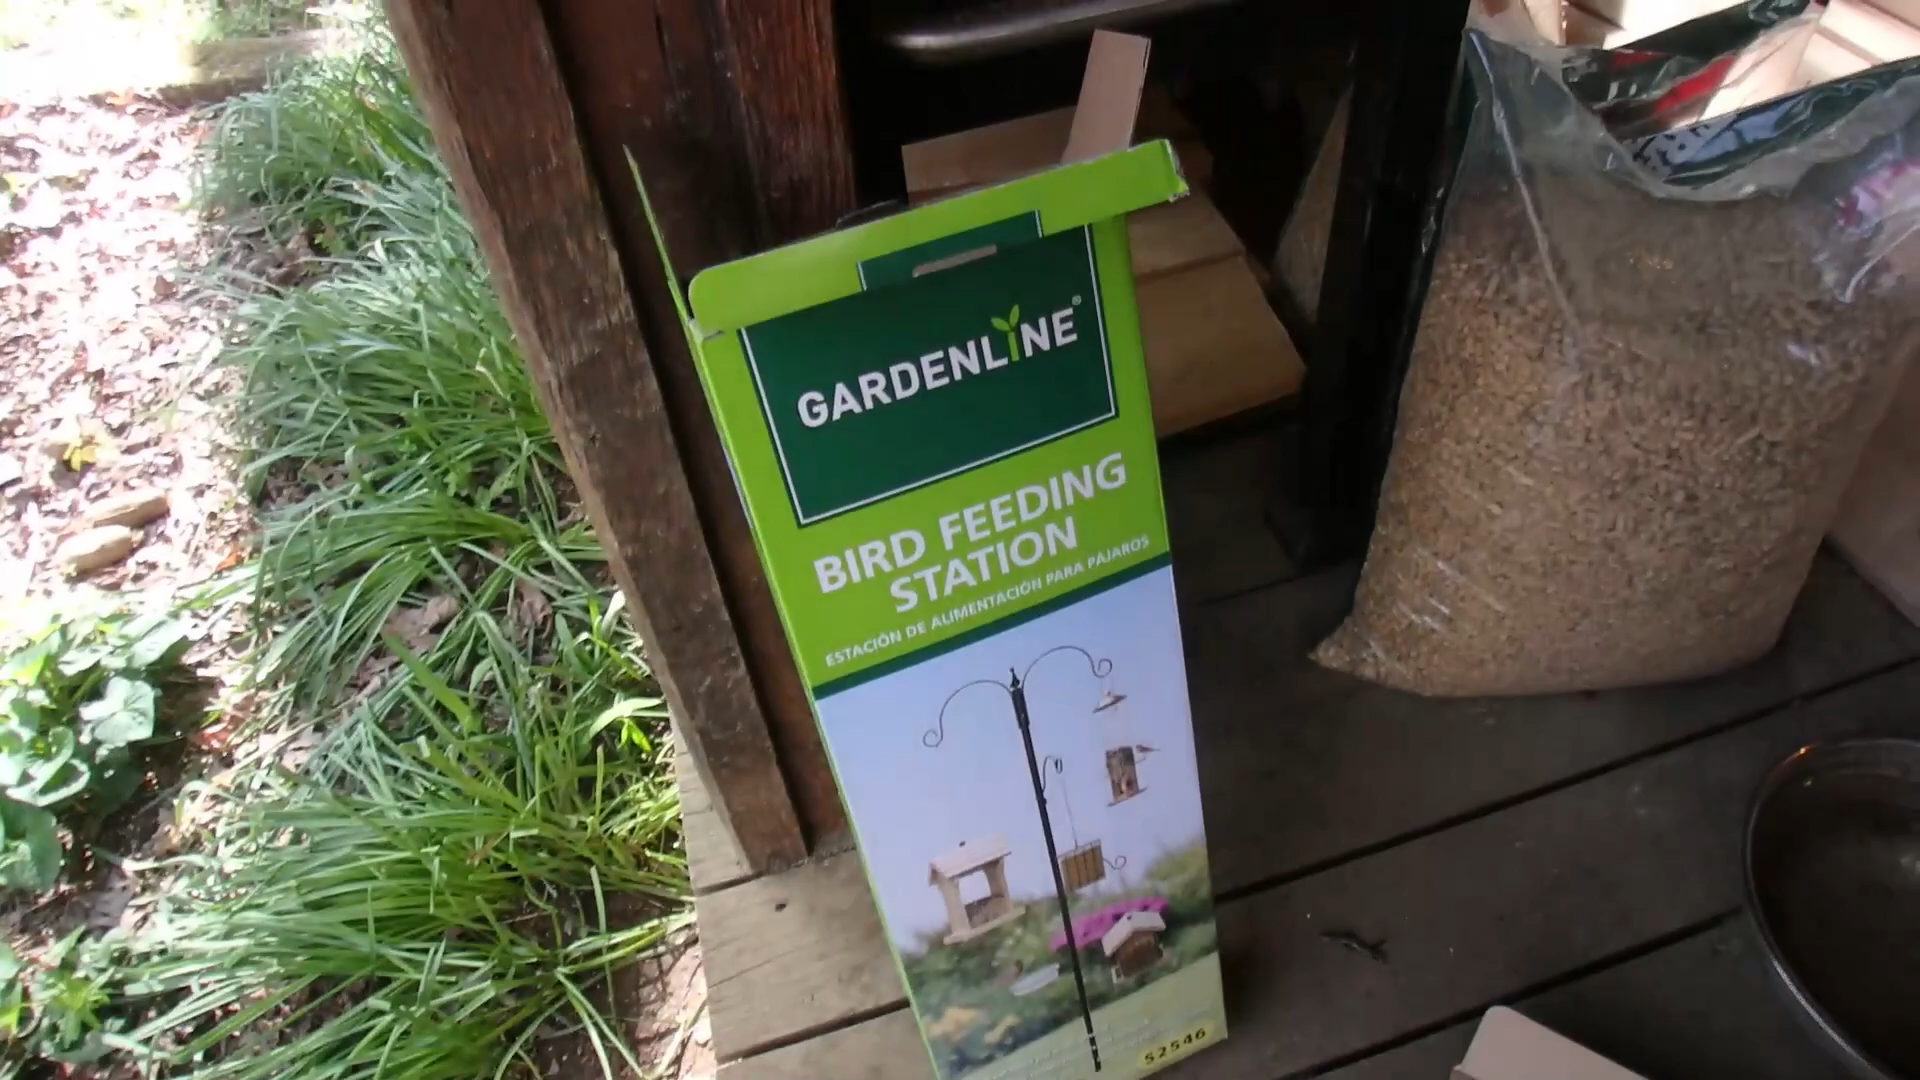 GARDENLINE®
BIRD FEEDING
STATION
ESTACIÓN DE ALIMENTACIÓN PARA PÁJAROS
52546